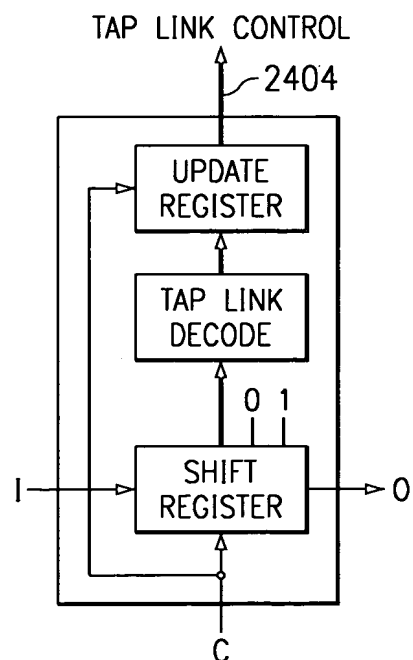 TAP LINK CONTROL
2404
UPDATE
REGISTER
TAP LINK
DECODE
0 1
SHIFT
REGISTER
I
O
C